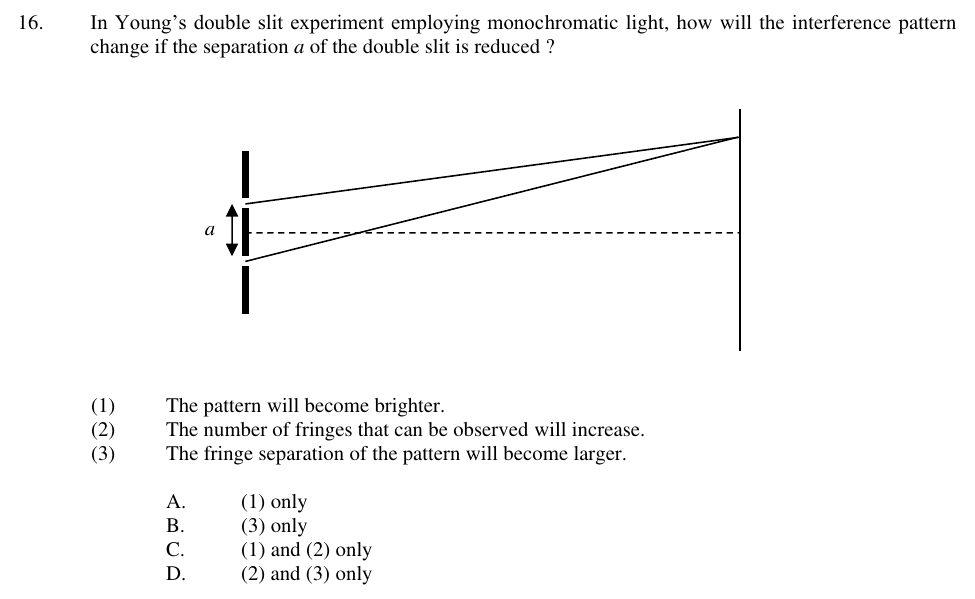 16. In Young's double slit experiment employing monochromatic light, how will the interference pattern
change if the separation a of the double slit is reduced ?
a
(1) The pattern will become brighter.
(2) The number of fringes that can be observed will increase.
(3) The fringe separation of the pattern will become larger.
A. (1) only
B. (3) only
C. (1) and (2) only
D. (2) and (3) only